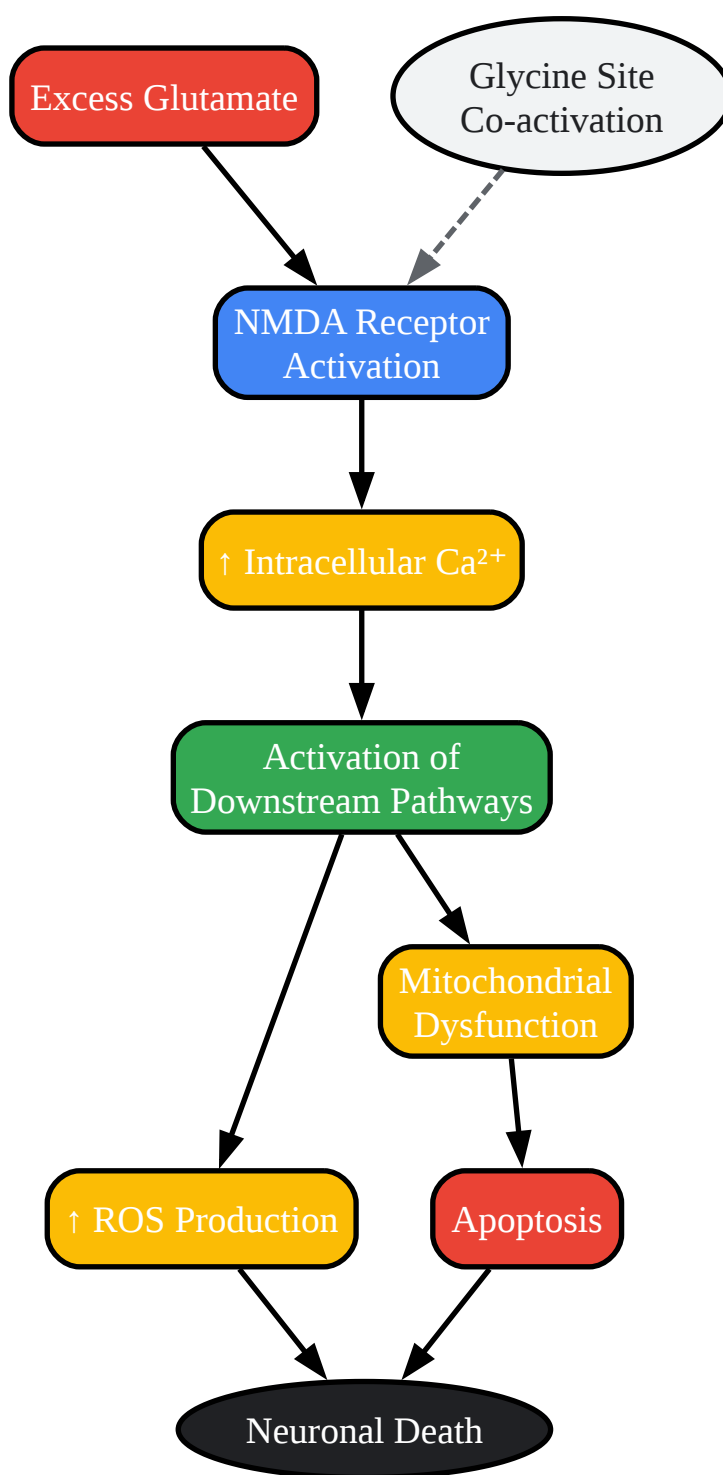 Excess Glutamate
Glycine Site
Co-activation
NMDA Receptor
Activation
↑ Intracellular Ca²⁺
Activation of
Downstream Pathways
Mitochondrial
Dysfunction
↑ ROS Production
Apoptosis
Neuronal Death